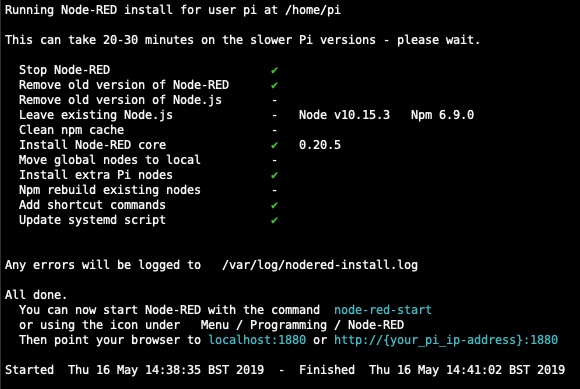 Running Node-RED install for user pi at /home/pi
This can take 20-30 minutes on the slower Pi versions - please wait.
Stop Node-RED ✔
Remove old version of Node-RED ✔
Remove old version of Node.js -
Leave existing Node.js - Node v10.15.3 Npm 6.9.0
Clean npm cache -
Install Node-RED core ✔ 0.20.5
Move global nodes to local -
Install extra Pi nodes ✔
Npm rebuild existing nodes -
Add shortcut commands ✔
Update systemd script ✔
Any errors will be logged to /var/log/nodered-install.log
All done.
You can now start Node-RED with the command node-red-start
or using the icon under Menu / Programming / Node-RED
Then point your browser to localhost:1880 or http://{your_pi_ip-address}:1880
Started Thu 16 May 14:38:35 BST 2019 - Finished Thu 16 May 14:41:02 BST 2019